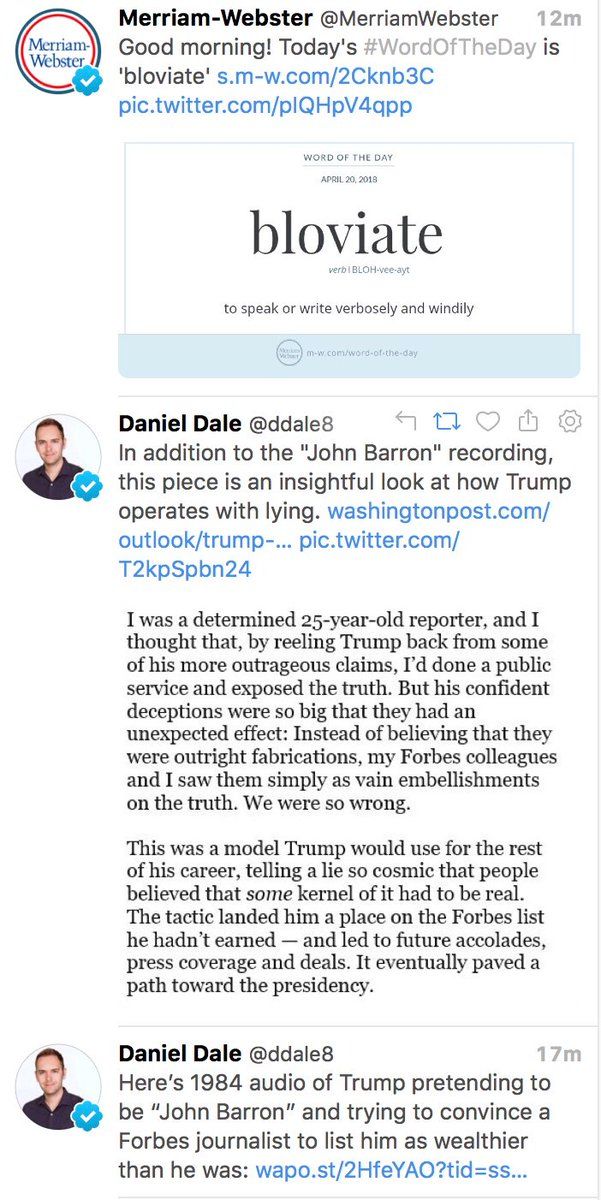 Merriam-Webster @MerriamWebster 12m
Merriam-
Webster
Good morning! Today's #WordOfTheDay is
'bloviate' s.m-w.com/2Cknb3C
pic.twitter.com/plQHpV4qpp
WORD OF THE DAY
APRIL 20, 2018
bloviate
verb | BLOH-vee-ayt
to speak or write verbosely and windily
Merriam-
Webster
m-w.com/word-of-the-day
Daniel Dale @ddale8
In addition to the "John Barron" recording,
this piece is an insightful look at how Trump
operates with lying. washingtonpost.com/
outlook/trump-... pic.twitter.com/
T2kpSpbn24
I was a determined 25-year-old reporter, and I
thought that, by reeling Trump back from some
of his more outrageous claims, I'd done a public
service and exposed the truth. But his confident
deceptions were so big that they had an
unexpected effect: Instead of believing that they
were outright fabrications, my Forbes colleagues
and I saw them simply as vain embellishments
on the truth. We were so wrong.
This was a model Trump would use for the rest
of his career, telling a lie so cosmic that people
believed that some kernel of it had to be real.
The tactic landed him a place on the Forbes list
he hadn't earned — and led to future accolades,
press coverage and deals. It eventually paved a
path toward the presidency.
Daniel Dale @ddale8 17m
Here's 1984 audio of Trump pretending to
be “John Barron” and trying to convince a
Forbes journalist to list him as wealthier
than he was: wapo.st/2HfeYAO?tid=ss...